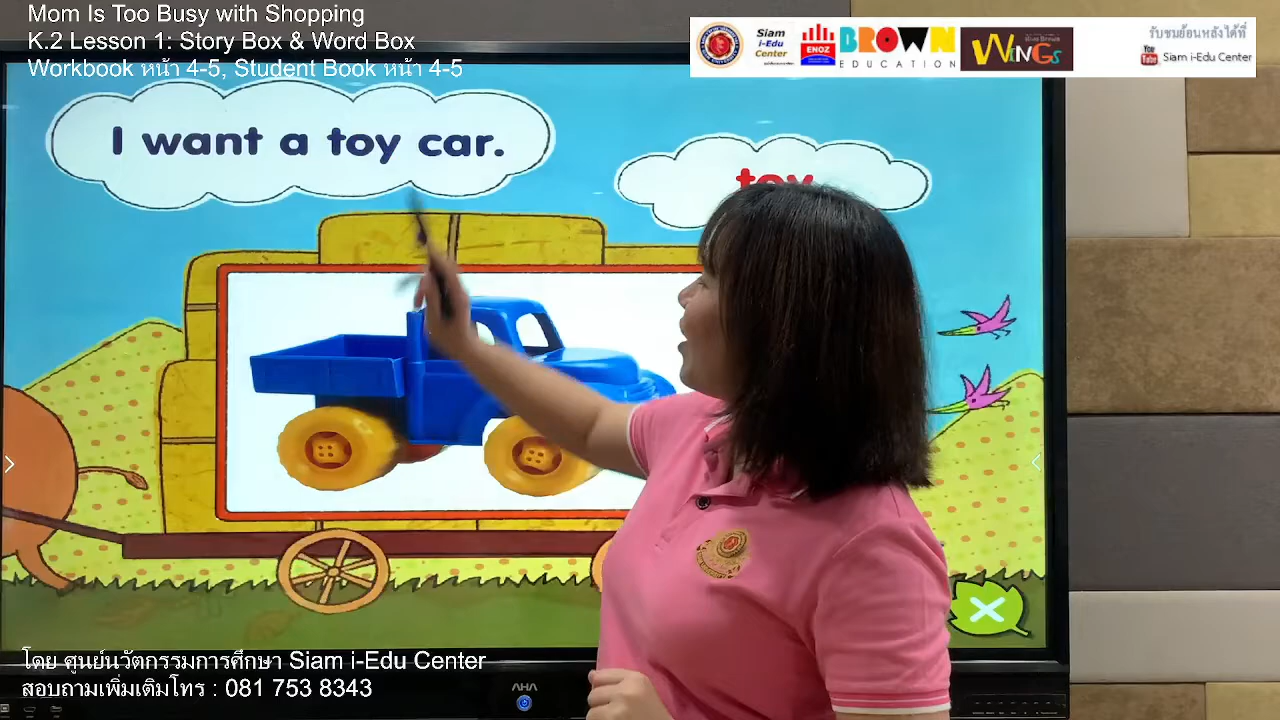 Mom Is Too Busy with Shopping
K.2 Lesson 1: Story Box & Word Box
Workbook หน้า 4-5, Student Book หน้า 4-5
Siam
i-Edu
Center
ENOZ
BROWN
EDUCATION
WINGS
รับชมย้อนหลังได้ที่
You
Tube
Siam i-Edu Center
I want a toy car.
toy
โดย ศูนย์นวัตกรรมการศึกษา Siam i-Edu Center
สอบถามเพิ่มเติมโทร : 081 753 8343
AHA